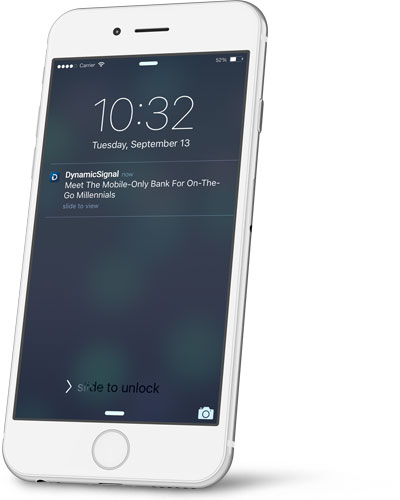 Carrier 52%
10:32
Tuesday, September 13
DynamicSignal now
Meet The Mobile-Only Bank For On-The-
Go Millennials
slide to view
slide to unlock